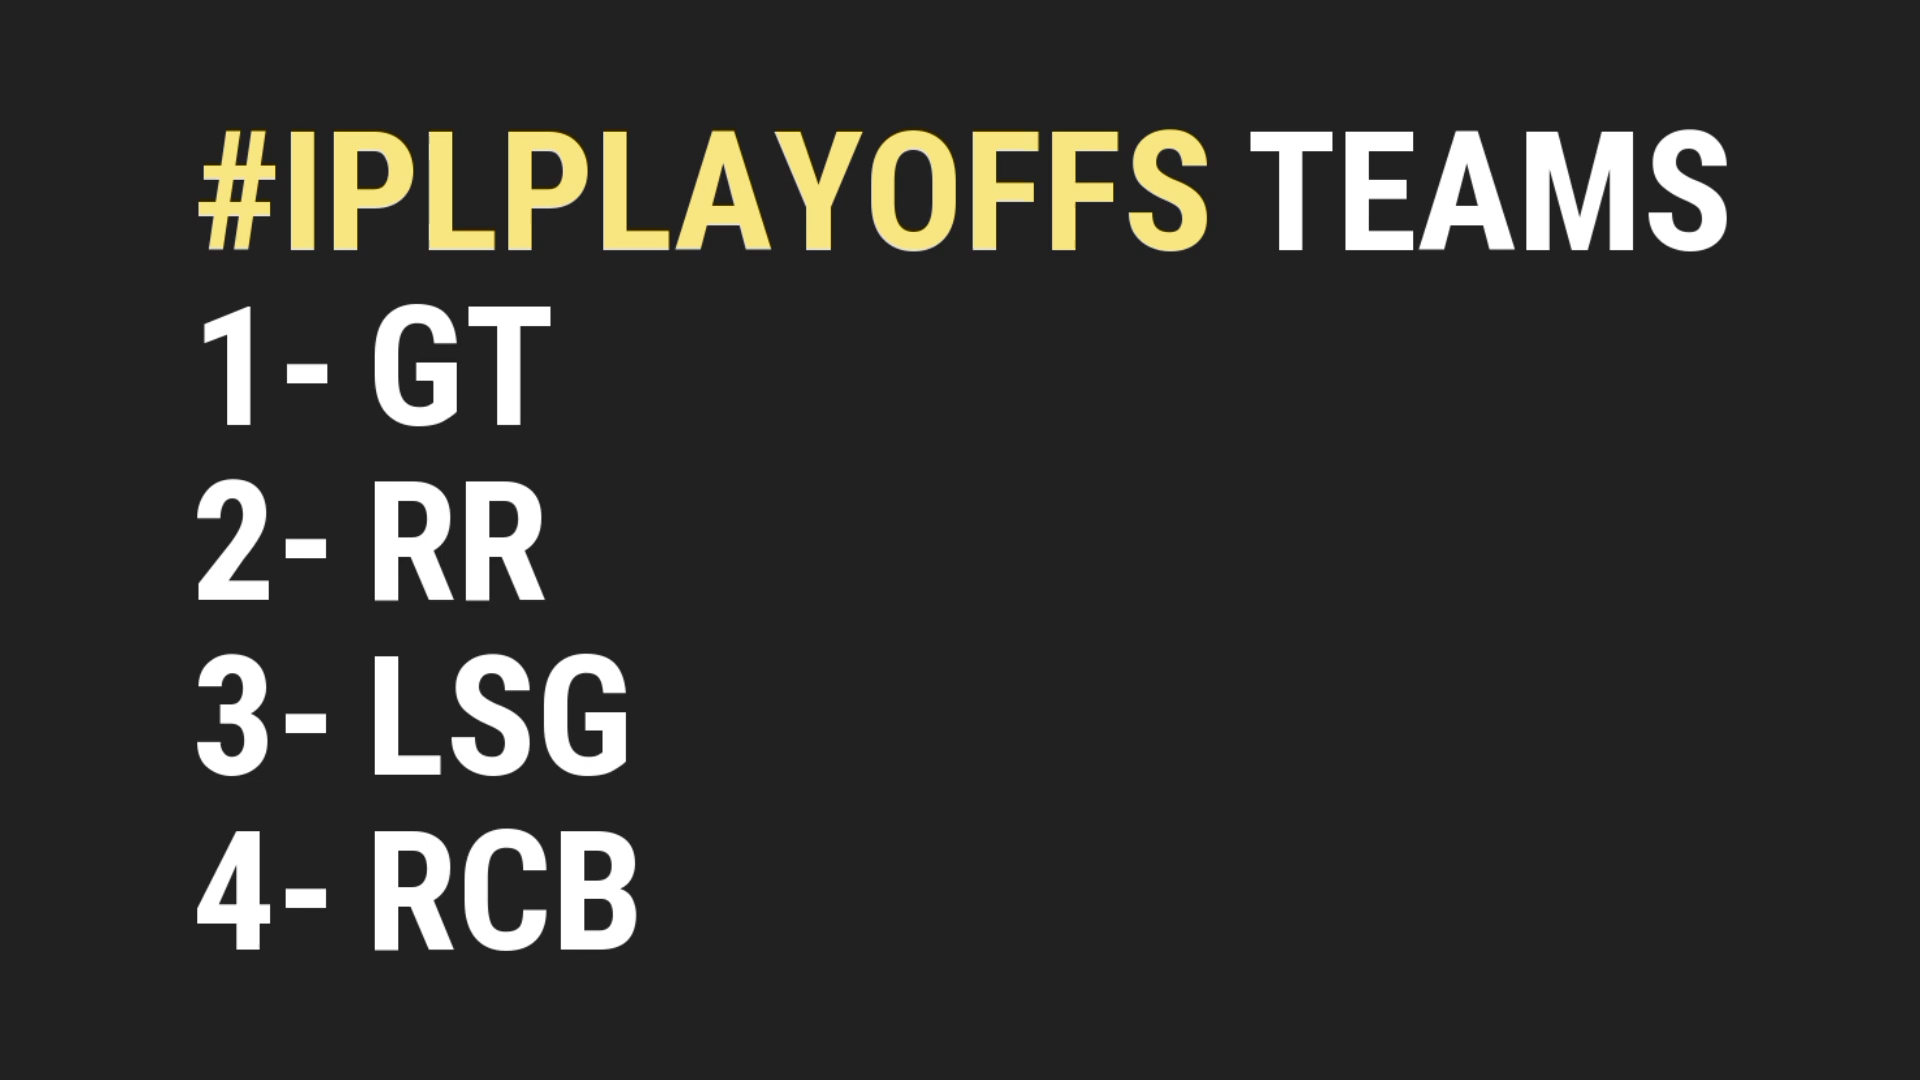 #IPLPLAYOFFS TEAMS
1- GT
2- RR
3- LSG
4- RCB